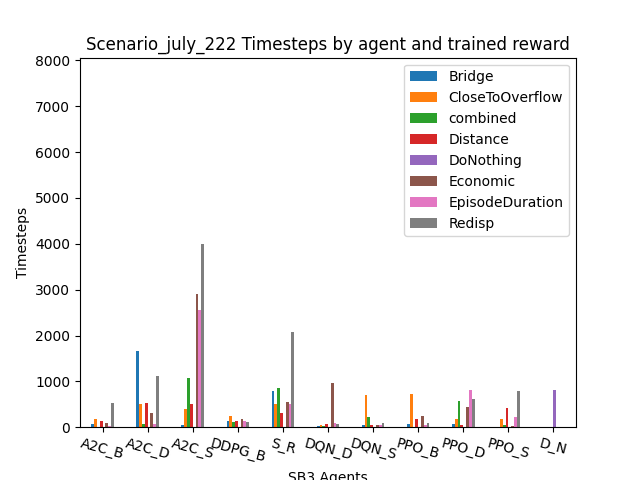 Scenario_july_222 Timesteps by agent and trained reward
8000
7000
6000
5000
4000
3000
2000
1000
0
Timesteps
Bridge
CloseToOverflow
combined
Distance
DoNothing
Economic
EpisodeDuration
Redisp
A2C_B
A2C_D
A2C_S
DDPG_B
S_R
DQN_D
DQN_S
PPO_B
PPO_D
PPO_S
D_N
SB3 Agents